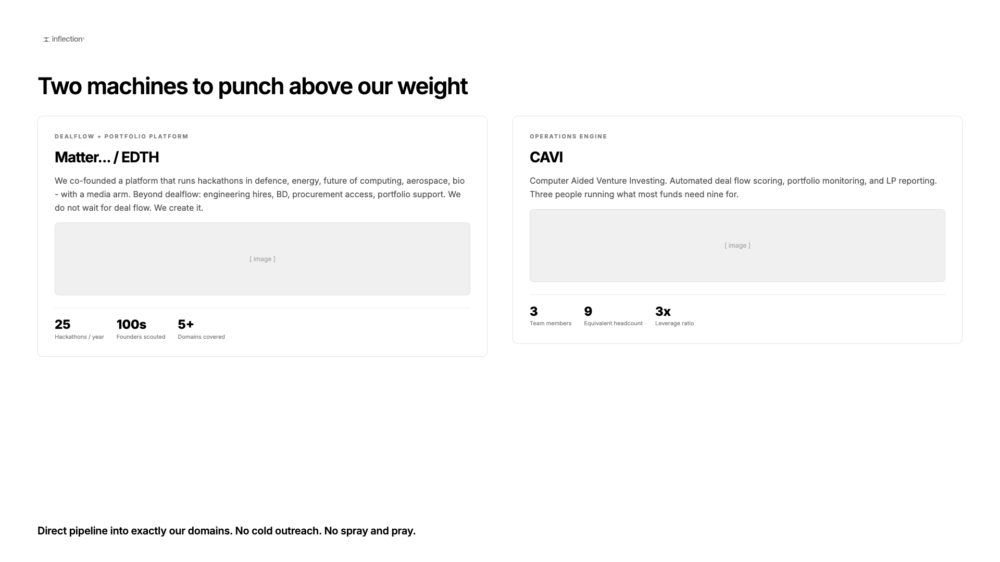 inflection
Two machines to punch above our weight
DEALFLOW + PORTFOLIO PLATFORM
Matter... / EDTH
We co-founded a platform that runs hackathons in defence, energy, future of computing, aerospace, bio
- with a media arm. Beyond dealflow: engineering hires, BD, procurement access, portfolio support. We
do not wait for deal flow. We create it.
[ image ]
25
Hackathons / year
100s
Founders scouted
5+
Domains covered
OPERATIONS ENGINE
CAVI
Computer Aided Venture Investing. Automated deal flow scoring, portfolio monitoring, and LP reporting.
Three people running what most funds need nine for.
[ image ]
3
Team members
9
Equivalent headcount
3x
Leverage ratio
Direct pipeline into exactly our domains. No cold outreach. No spray and pray.